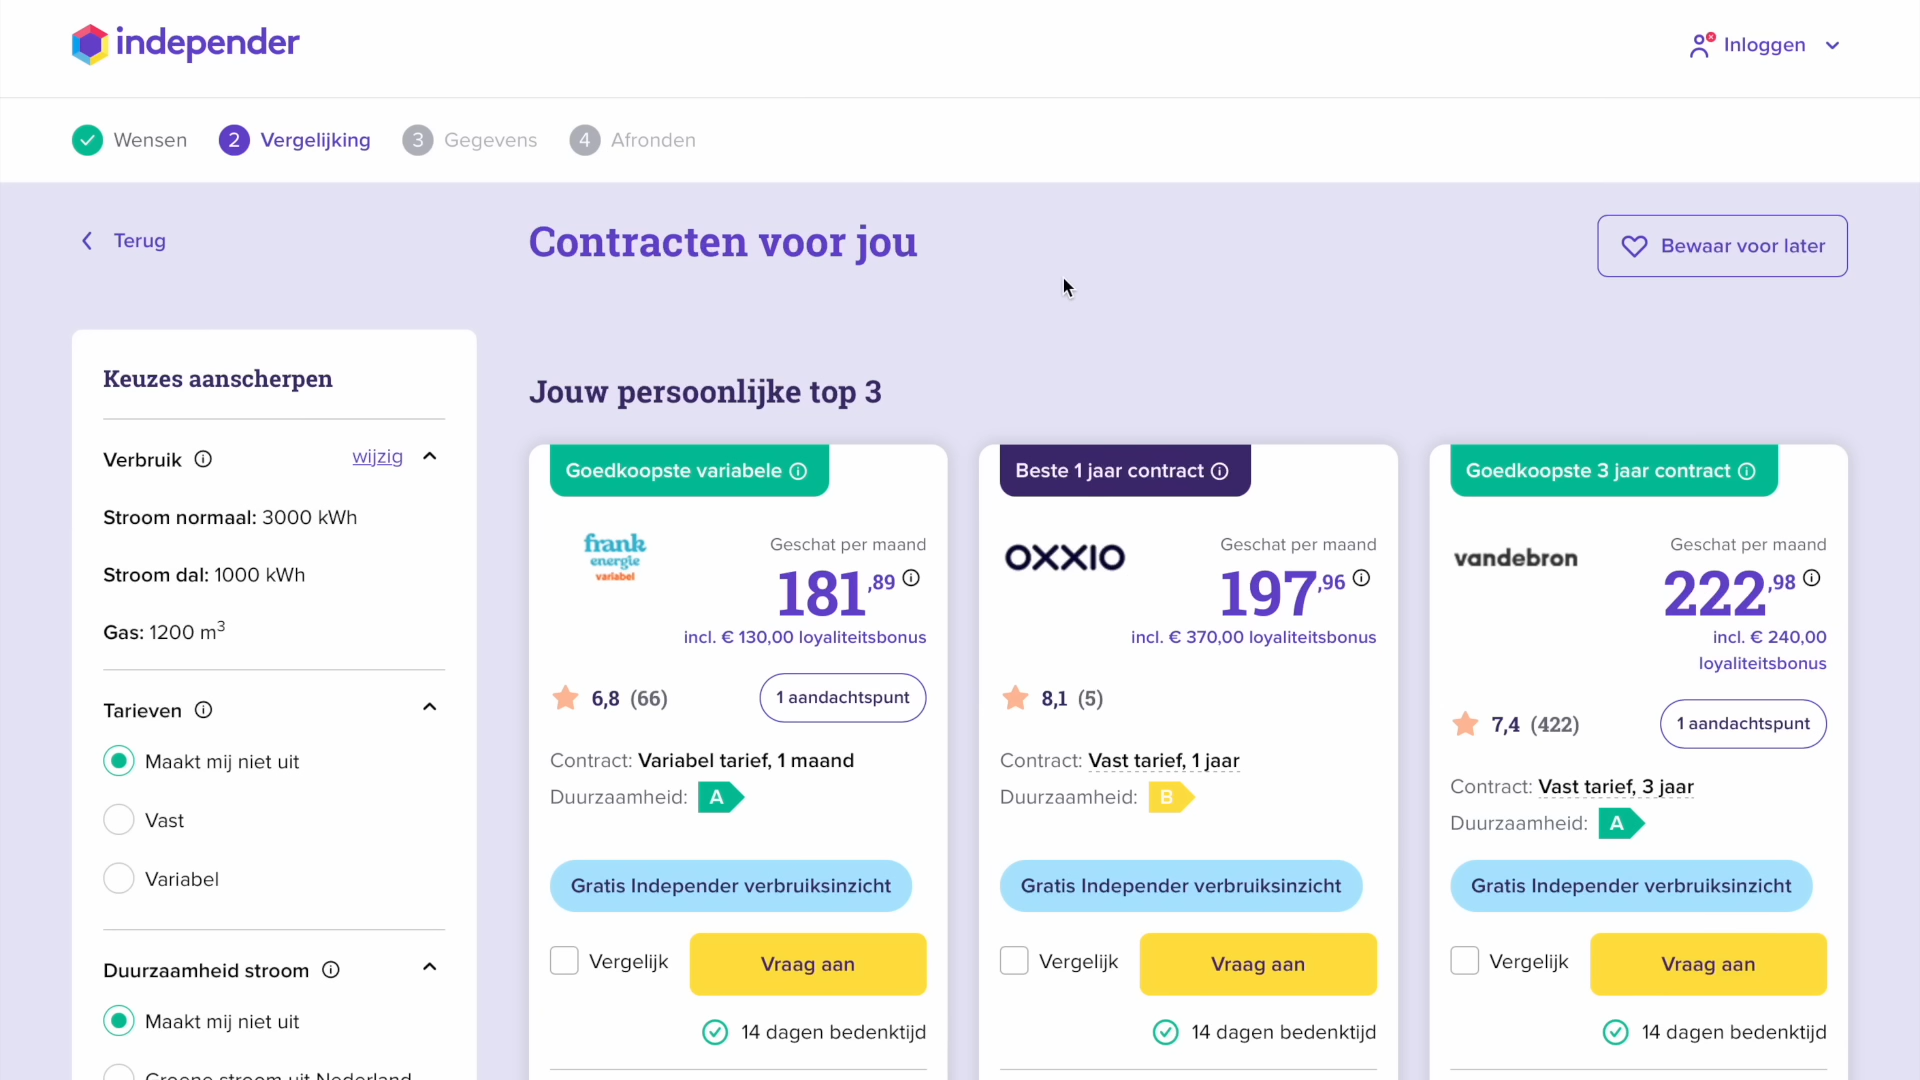 independer
Inloggen
Wensen
2 Vergelijking
3 Gegevens
4 Afronden
Terug
Contracten voor jou
Bewaar voor later
Keuzes aanscherpen
Verbruik
wijzig
Stroom normaal: 3000 kWh
Stroom dal: 1000 kWh
Gas: 1200 m³
Tarieven
Maakt mij niet uit
Vast
Variabel
Duurzaamheid stroom
Maakt mij niet uit
Groene stroom uit Nederland
Jouw persoonlijke top 3
Goedkoopste variabele
frank
energie
variabel
Geschat per maand
181,89
incl. € 130,00 loyaliteitsbonus
6,8 (66)
1 aandachtspunt
Contract: Variabel tarief, 1 maand
Duurzaamheid: A
Gratis Independer verbruiksinzicht
Vergelijk
Vraag aan
14 dagen bedenktijd
Beste 1 jaar contract
OXXIO
Geschat per maand
197,96
incl. € 370,00 loyaliteitsbonus
8,1 (5)
Contract: Vast tarief, 1 jaar
Duurzaamheid: B
Gratis Independer verbruiksinzicht
Vergelijk
Vraag aan
14 dagen bedenktijd
Goedkoopste 3 jaar contract
vandebron
Geschat per maand
222,98
incl. € 240,00
loyaliteitsbonus
7,4 (422)
1 aandachtspunt
Contract: Vast tarief, 3 jaar
Duurzaamheid: A
Gratis Independer verbruiksinzicht
Vergelijk
Vraag aan
14 dagen bedenktijd